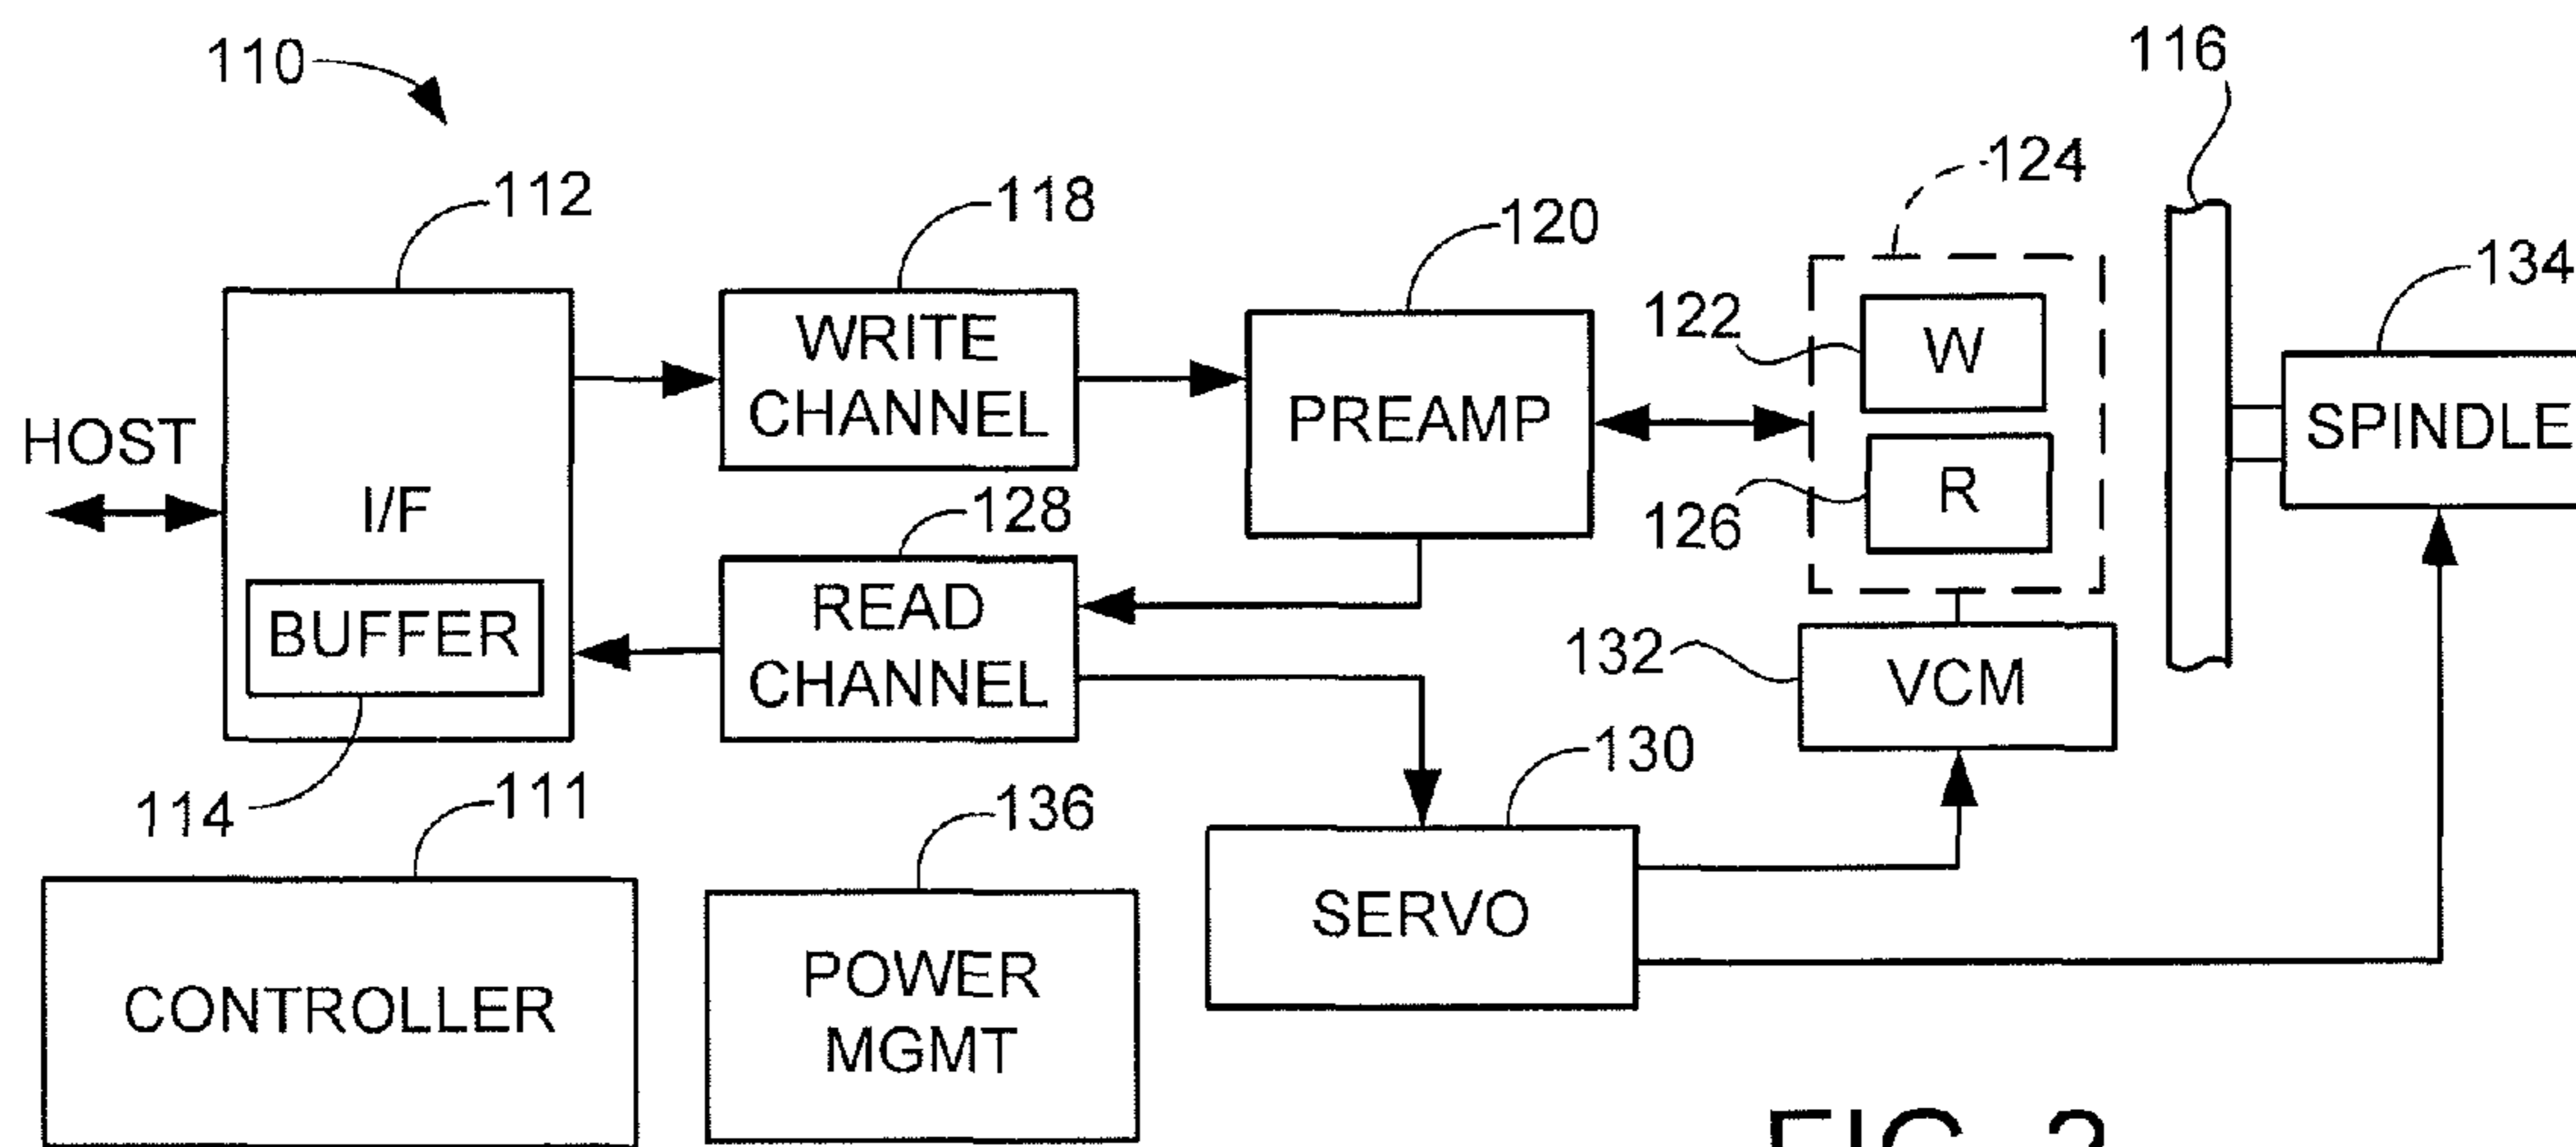 110
116
124
112
118
120
134
122
WRITE
CHANNEL
W
PREAMP
SPINDLE
HOST
I/F
128
126
R
READ
CHANNEL
BUFFER
132
VCM
130
114
111
136
SERVO
CONTROLLER
POWER
MGMT